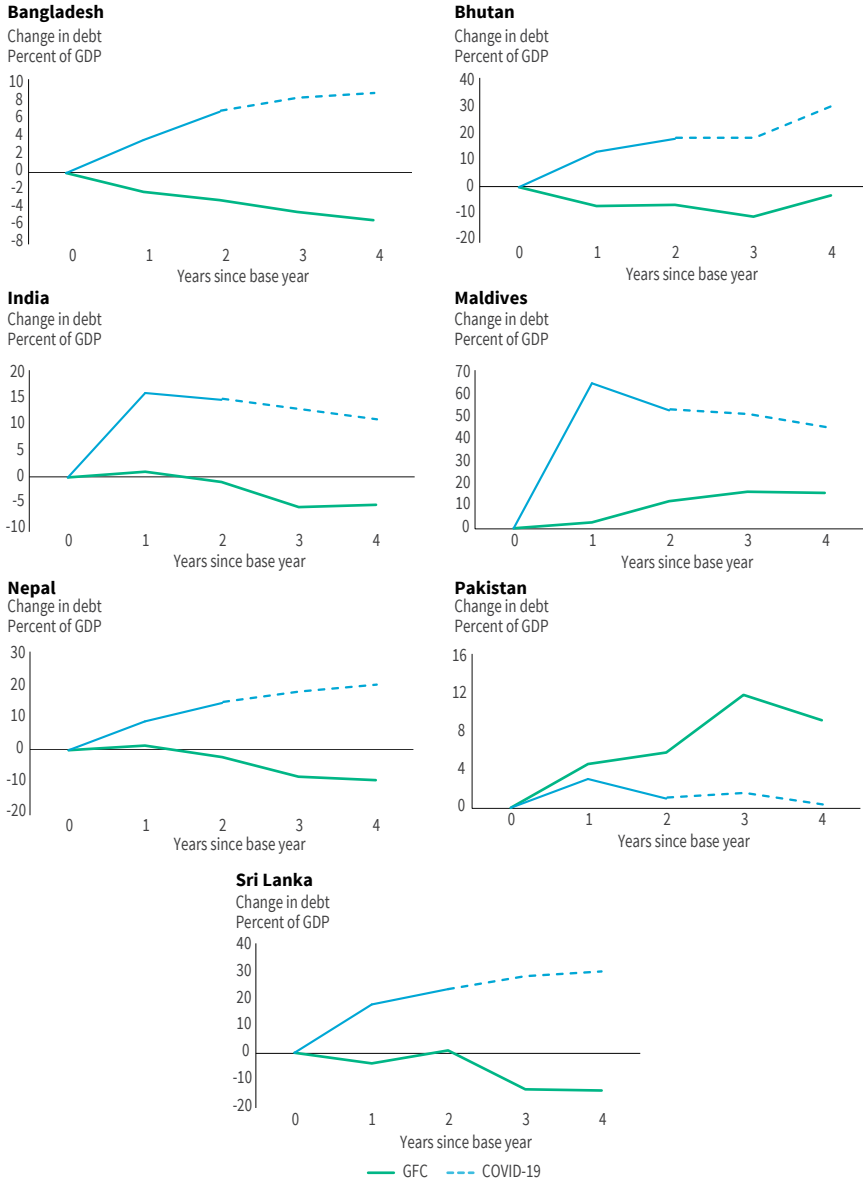 Bangladesh
Change in debt
Percent of GDP
10
8
6
4
2
0
-2
-4
-6
-8
0 1 2 3 4
Years since base year
Bhutan
Change in debt
Percent of GDP
40
30
20
10
0
-10
-20
0 1 2 3 4
Years since base year
India
Change in debt
Percent of GDP
20
15
10
5
0
-5
-10
0 1 2 3 4
Years since base year
Maldives
Change in debt
Percent of GDP
70
60
50
40
30
20
10
0
0 1 2 3 4
Years since base year
Nepal
Change in debt
Percent of GDP
30
20
10
0
-10
-20
0 1 2 3 4
Years since base year
Pakistan
Change in debt
Percent of GDP
16
12
8
4
0
0 1 2 3 4
Years since base year
Sri Lanka
Change in debt
Percent of GDP
40
30
20
10
0
-10
-20
0 1 2 3 4
Years since base year
GFC COVID-19